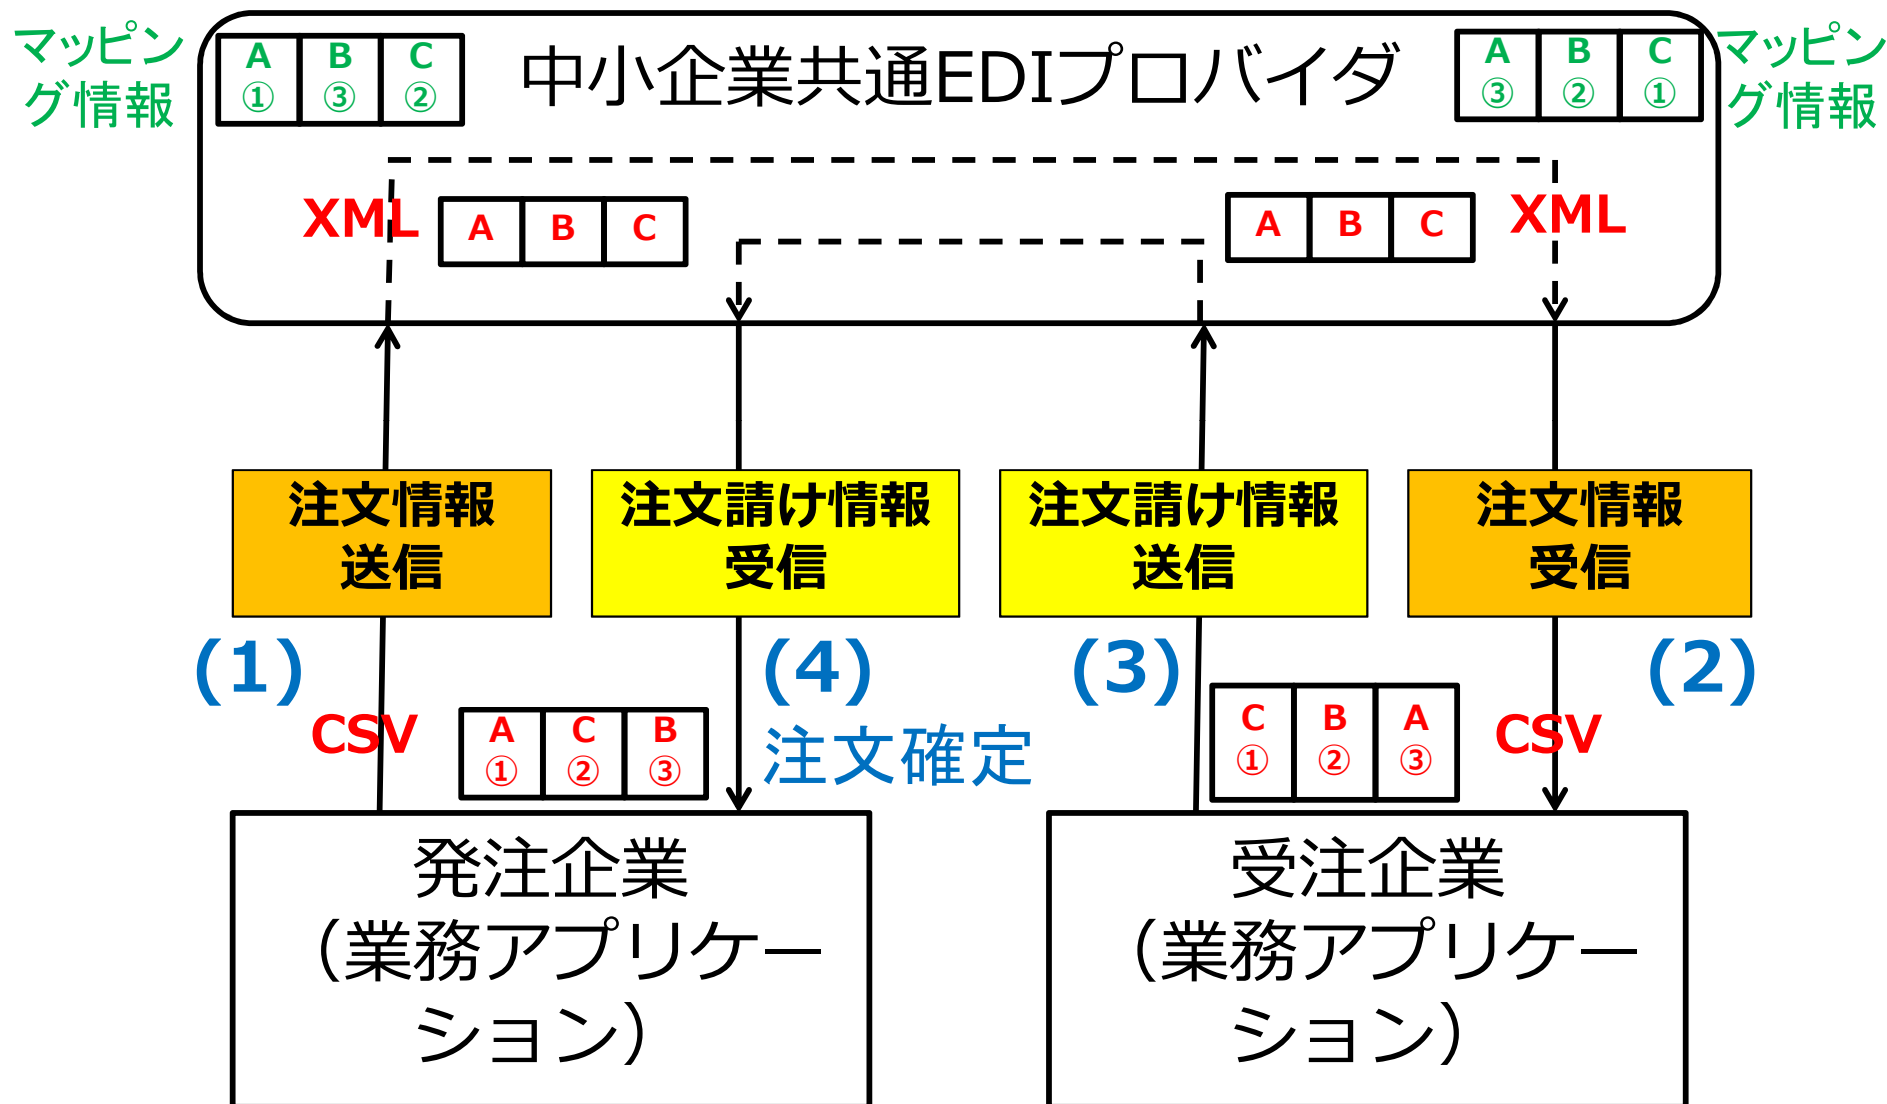 マッピン
グ情報
A B C
① ③ ②
中小企業共通EDIプロバイダ
A B C
③ ② ①
マッピン
グ情報
XML
A B C
A B C
XML
注文情報
送信
注文請け情報
受信
注文請け情報
送信
注文情報
受信
(1)
(4)
(3)
(2)
CSV
A C B
① ② ③
注文確定
C B A
① ② ③
CSV
発注企業
（業務アプリケー
ション）
受注企業
（業務アプリケー
ション）